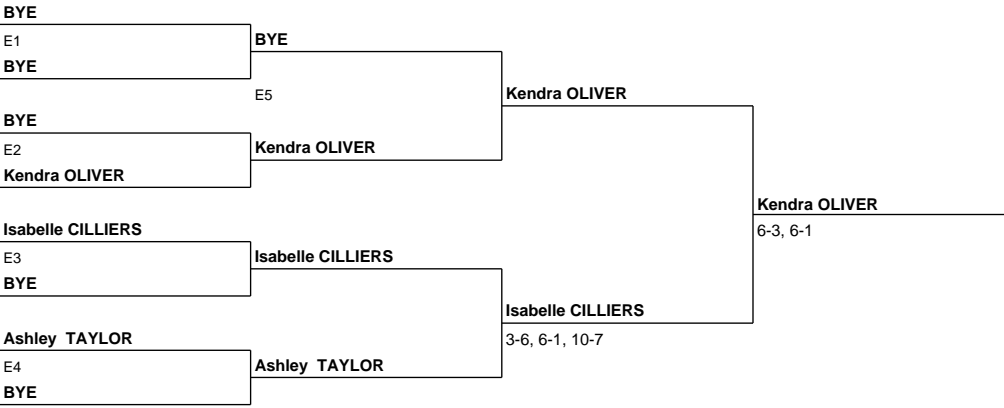 BYE
E1
BYE
BYE
E2
Kendra OLIVER
Isabelle CILLIERS
E3
BYE
Ashley  TAYLOR
E4
BYE
BYE
E5
Kendra OLIVER
Isabelle CILLIERS
Ashley  TAYLOR
Kendra OLIVER
Isabelle CILLIERS
3-6, 6-1, 10-7
Kendra OLIVER
6-3, 6-1